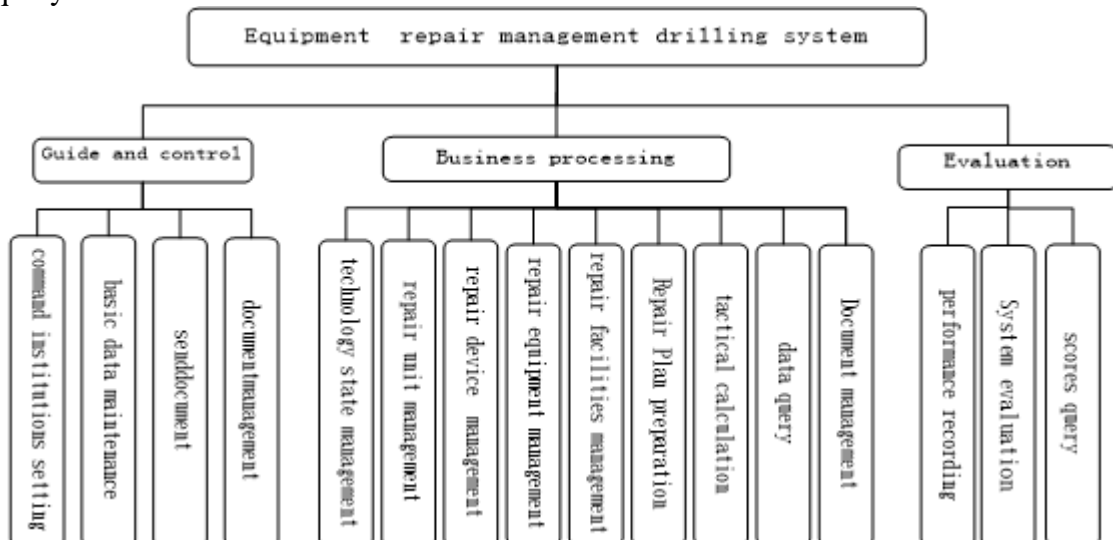 Equipment repair management drilling system
Guide and control
Business processing
Evaluation
command institutions setting
basic data maintenance
senddocument
documentmanagement
technology state management
repair unit management
repair device management
repair equipment management
repair facilities management
Repair Plan preparation
tactical calculation
data query
Document management
performance recording
System evaluation
scores query